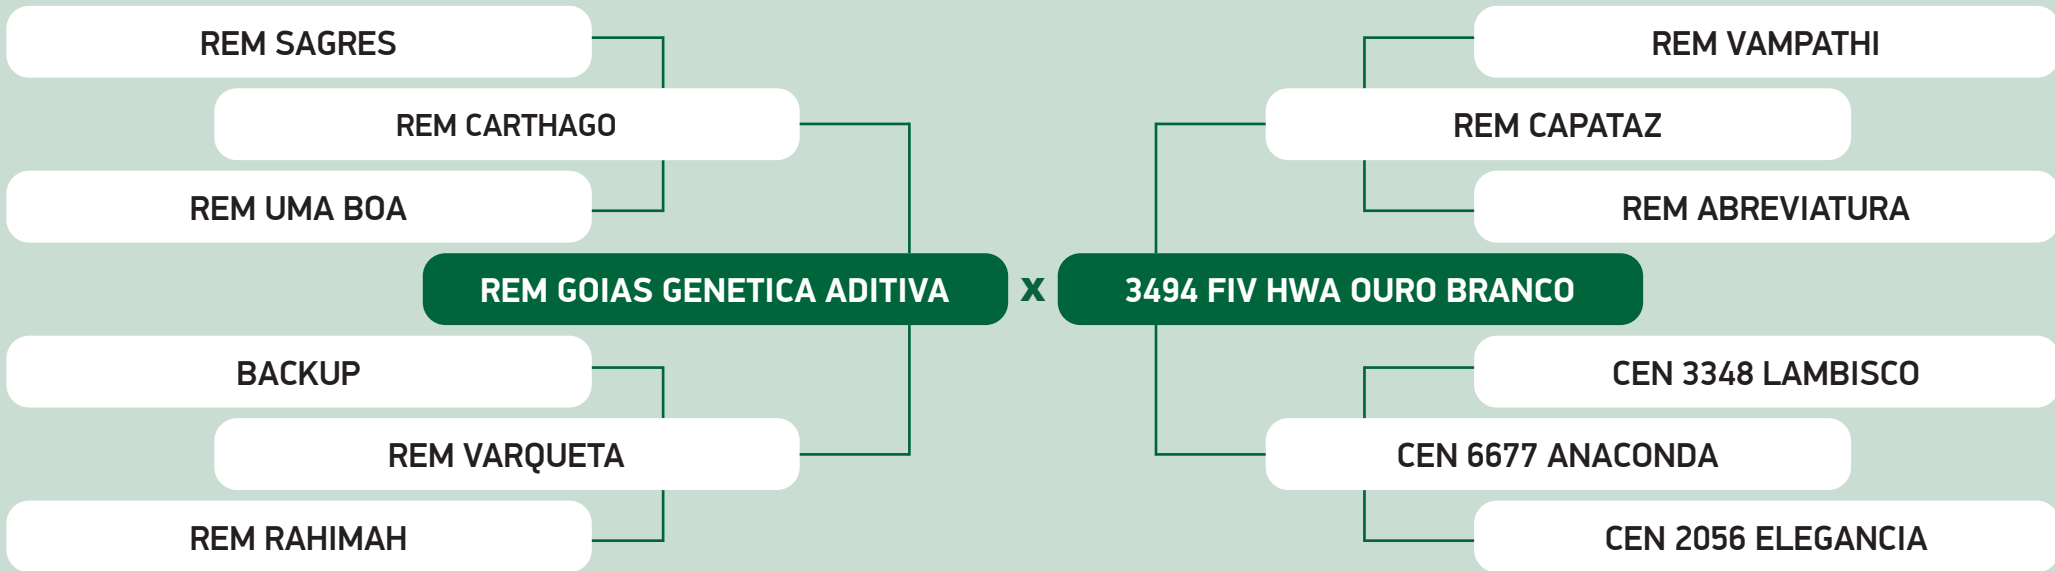 REM SAGRES
REM VAMPATHI
REM CARTHAGO
REM CAPATAZ
REM UMA BOA
REM ABREVIATURA
REM GOIAS GENETICA ADITIVA x 3494 FIV HWA OURO BRANCO
BACKUP
CEN 3348 LAMBISCO
REM VARQUETA
CEN 6677 ANACONDA
REM RAHIMAH
CEN 2056 ELEGANCIA